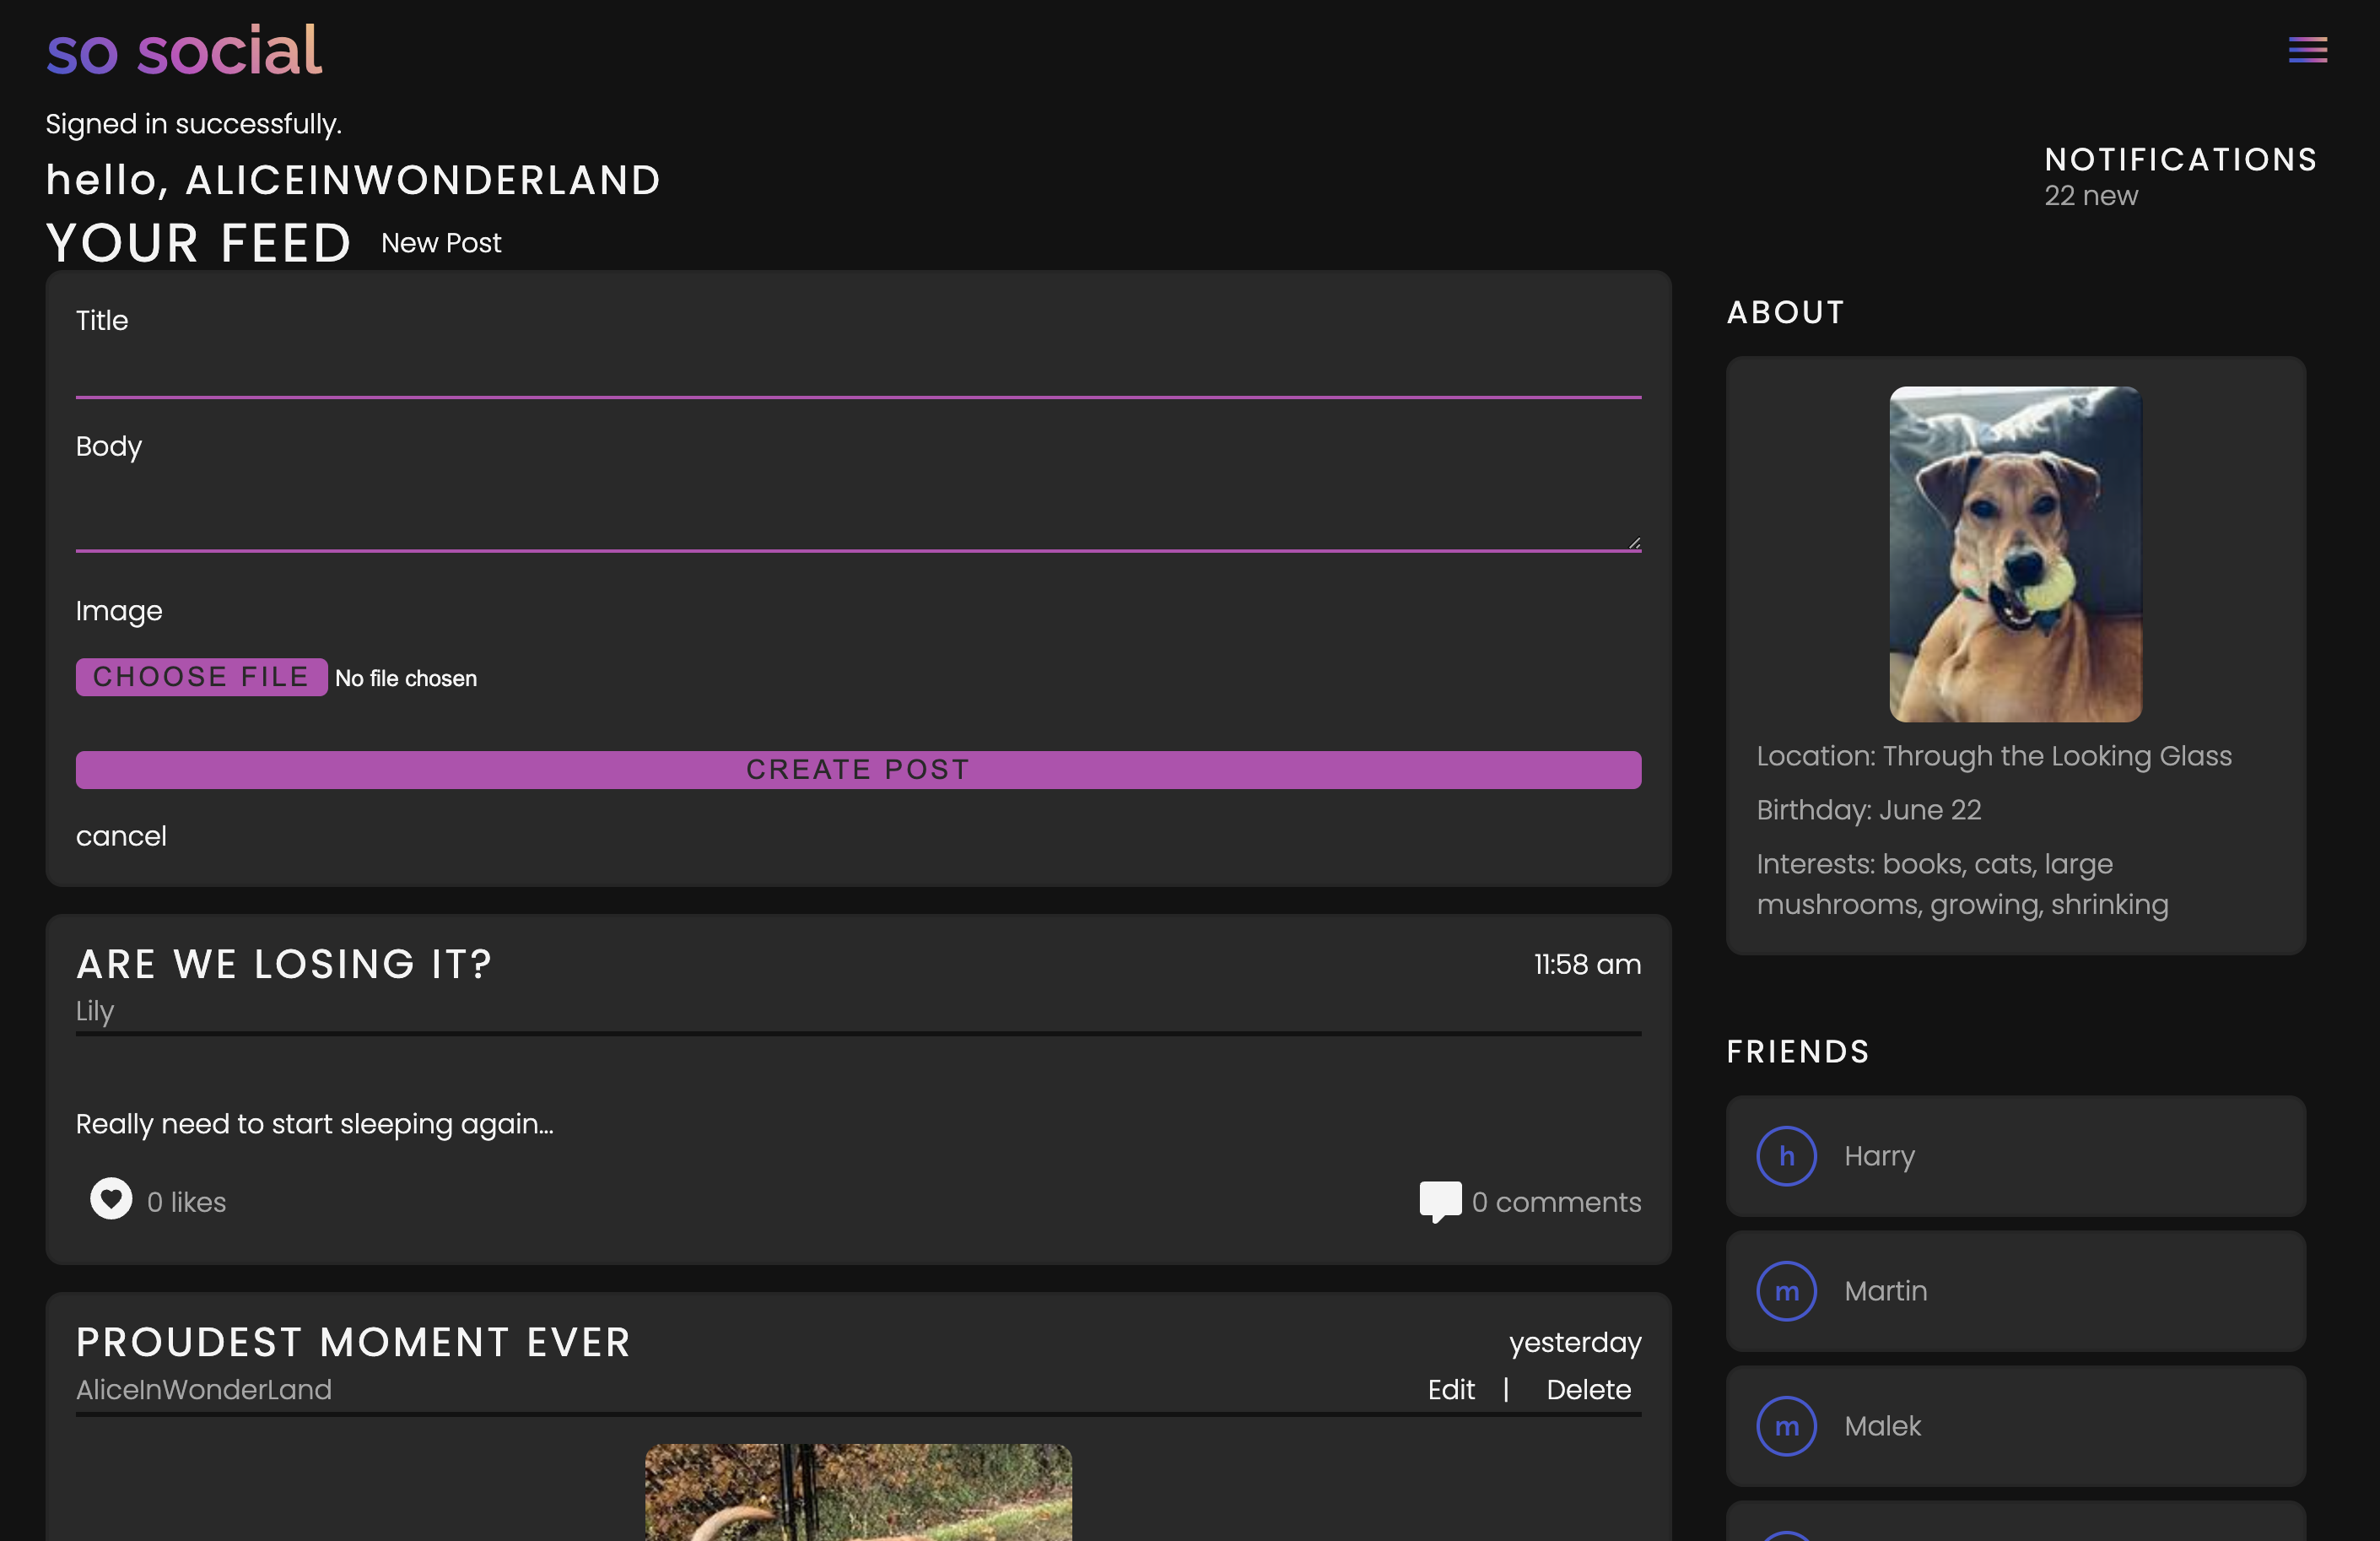 so social
Signed in successfully.
hello, ALICEINWONDERLAND
NOTIFICATIONS
22 new
YOUR FEED New Post
Title
Body
Image
CHOOSE FILE No file chosen
CREATE POST
cancel
ARE WE LOSING IT? 11:58 am
Lily
Really need to start sleeping again...
0 likes 0 comments
PROUDEST MOMENT EVER yesterday
AliceInWonderLand Edit | Delete
ABOUT
Location: Through the Looking Glass
Birthday: June 22
Interests: books, cats, large
mushrooms, growing, shrinking
FRIENDS
h Harry
m Martin
m Malek